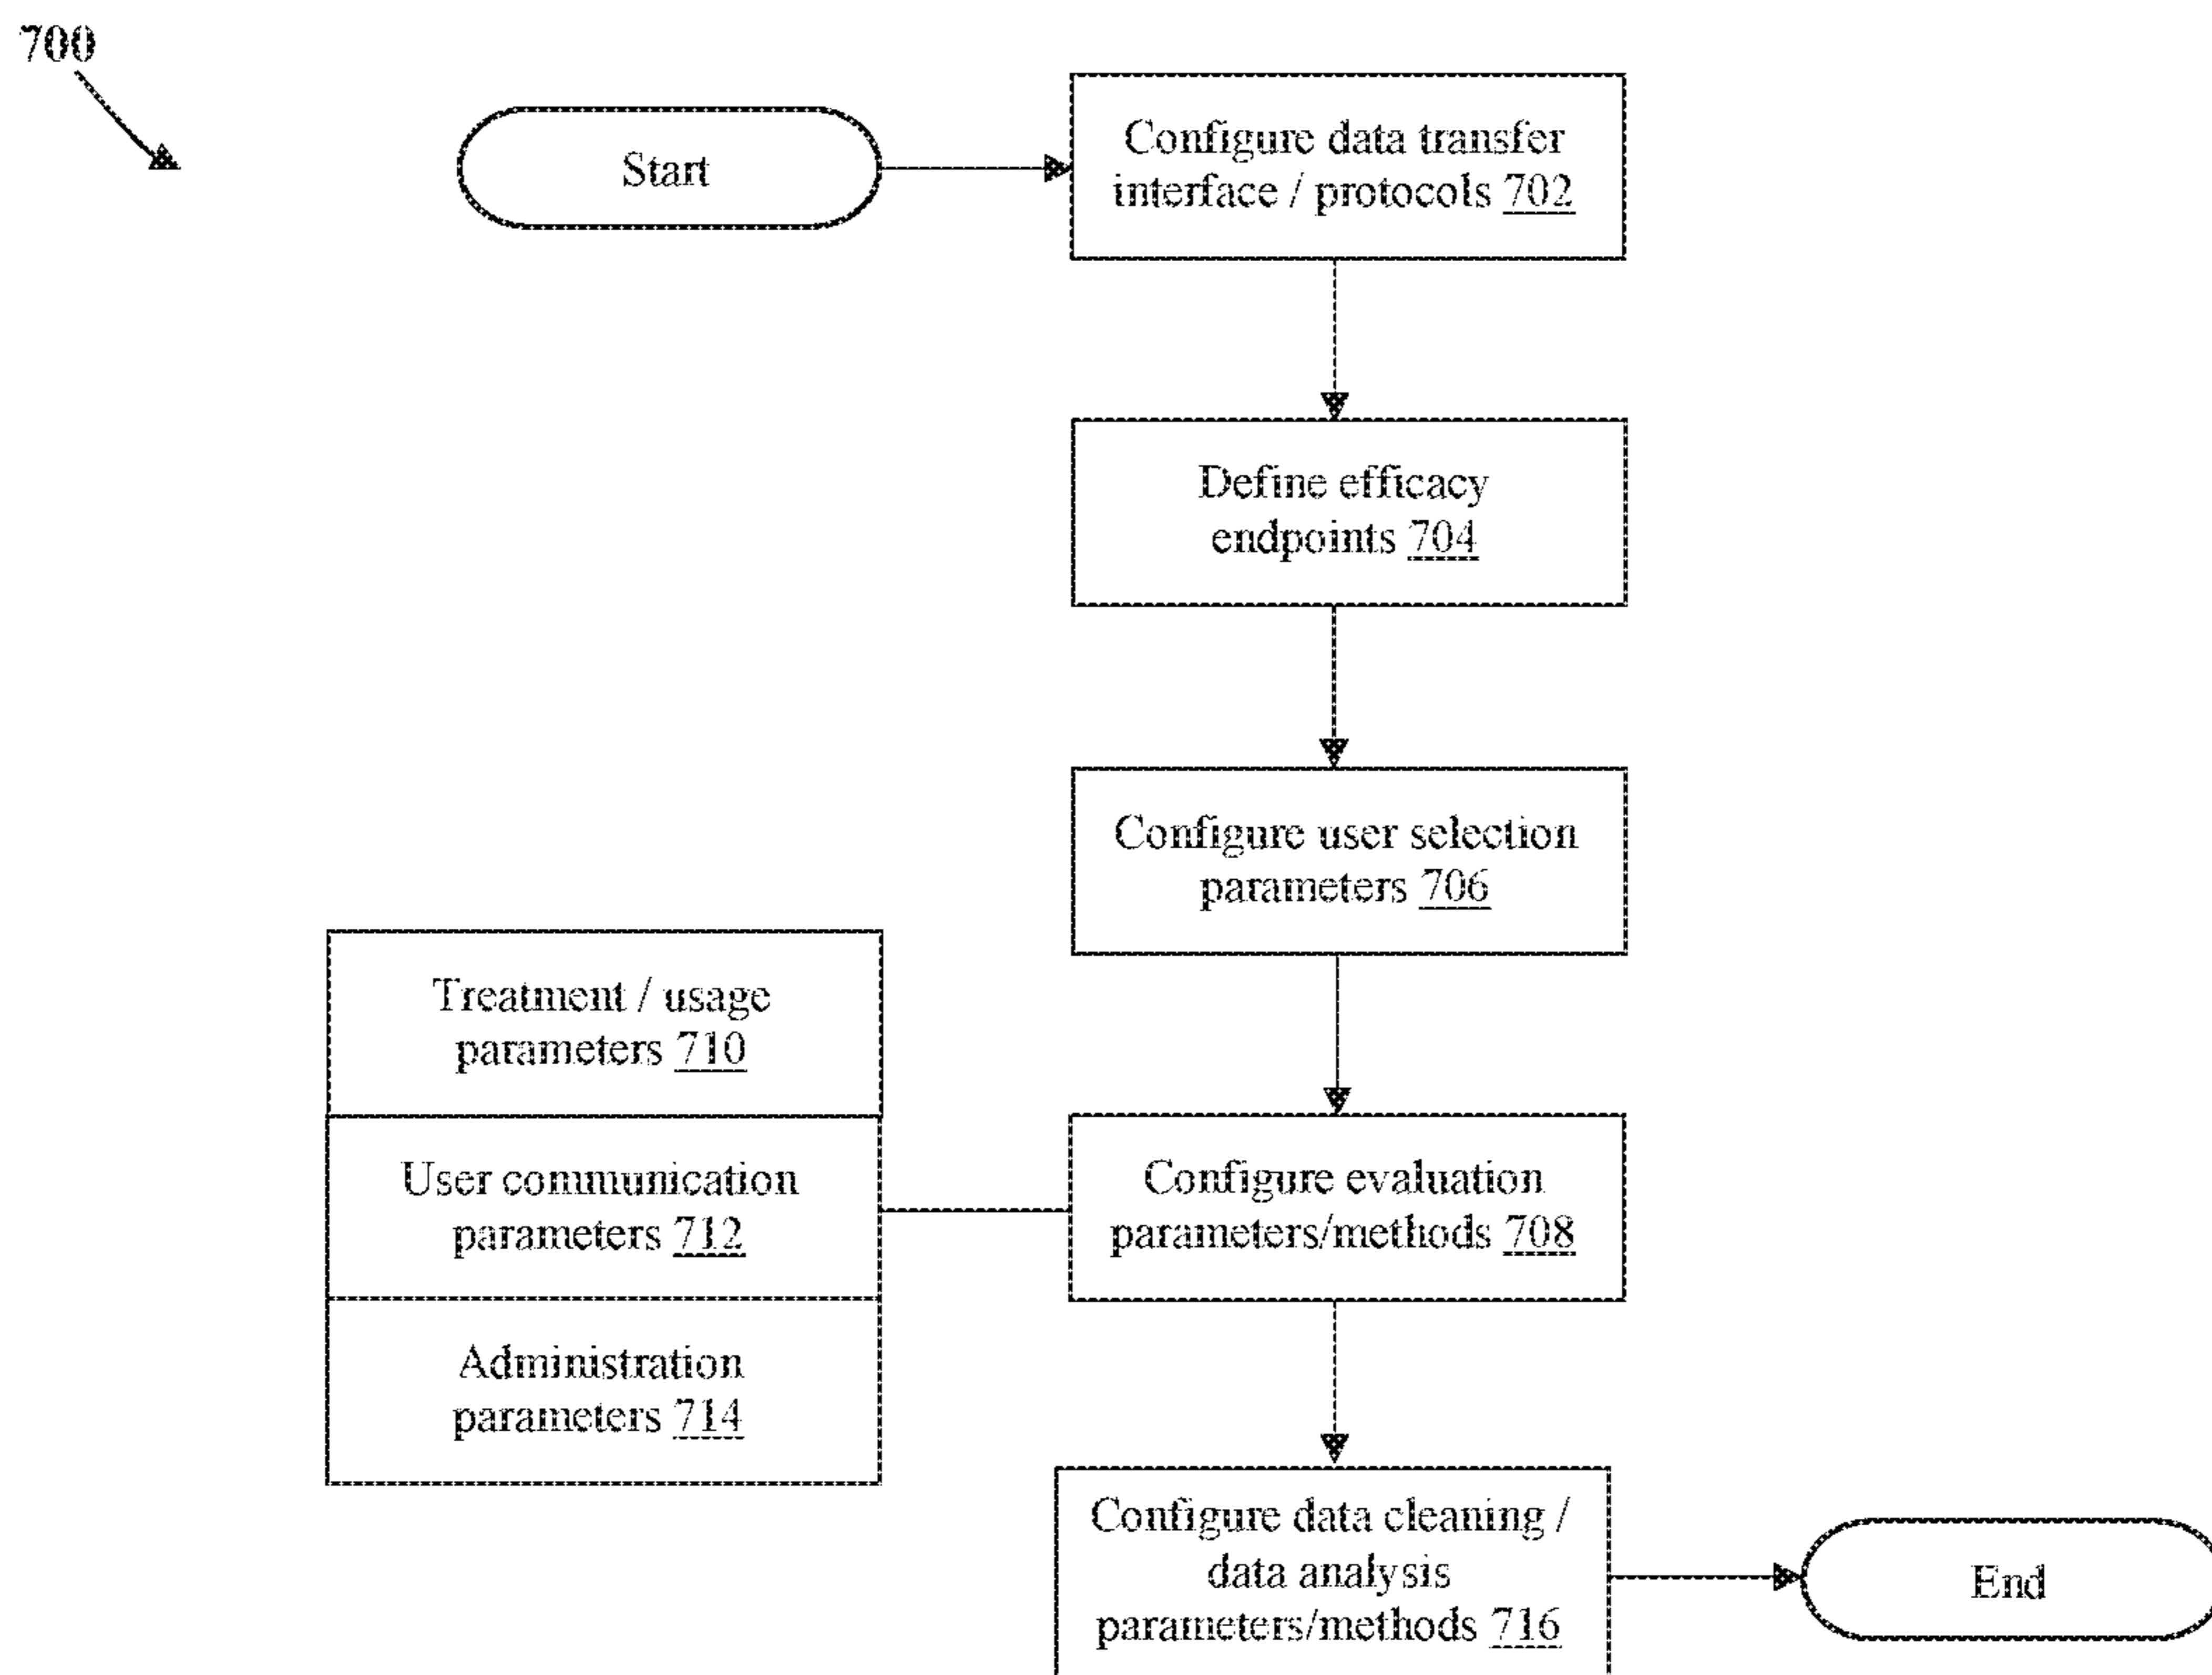 700
Start
Configure data transfer
interface / protocols 702
Define efficacy
endpoints 704
Configure user selection
parameters 706
Treatment / usage
parameters 710
User communication
parameters 712
Administration
parameters 714
Configure evaluation
parameters/methods 708
Configure data cleaning /
data analysis
parameters/methods 716
End